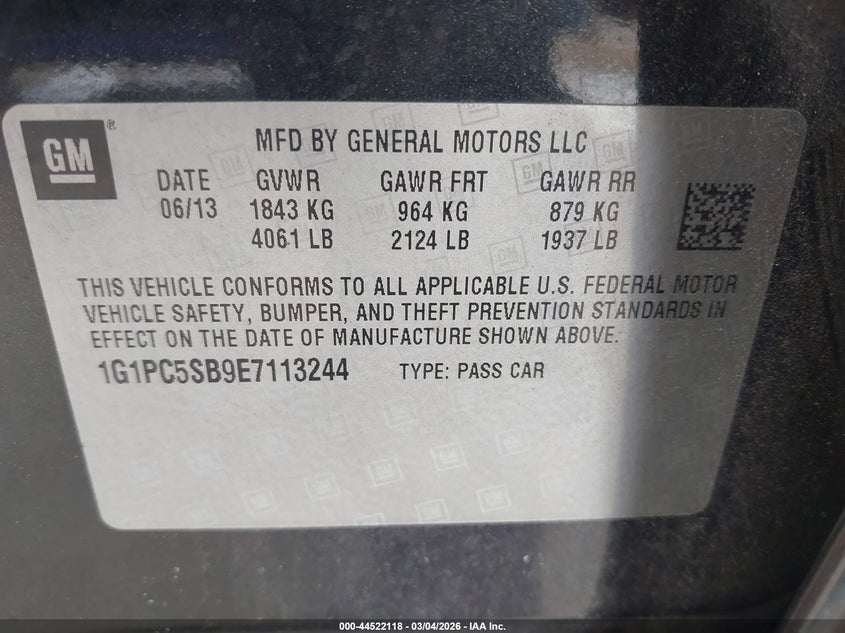 GM®
MFD BY GENERAL MOTORS LLC
DATE GVWR GAWR FRT GAWR RR
06/13 1843 KG 964 KG 879 KG
4061 LB 2124 LB 1937 LB
THIS VEHICLE CONFORMS TO ALL APPLICABLE U.S. FEDERAL MOTOR
VEHICLE SAFETY, BUMPER, AND THEFT PREVENTION STANDARDS IN
EFFECT ON THE DATE OF MANUFACTURE SHOWN ABOVE.
1G1PC5SB9E7113244 TYPE: PASS CAR
000-44522118 - 03/04/2026 - IAA Inc.